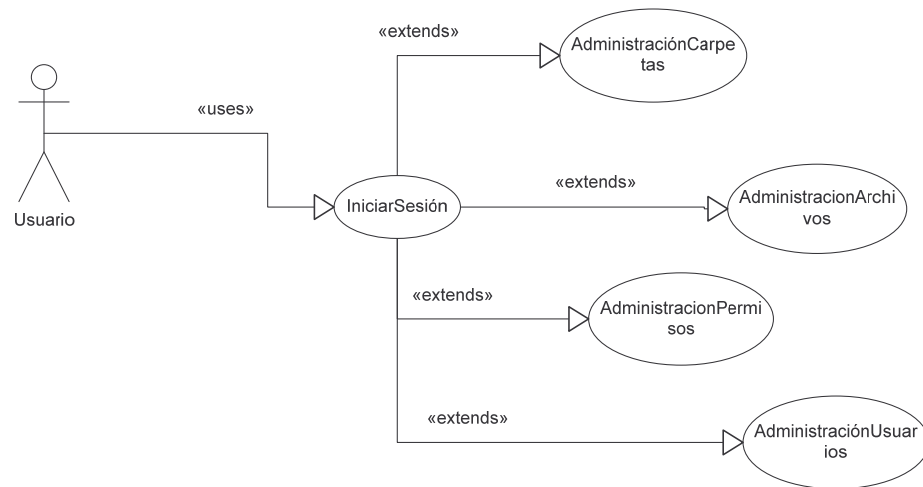 «extends»
AdministraciónCarpe
tas
«uses»
Usuario
IniciarSesión
«extends»
AdministracionArchi
vos
«extends»
AdministracionPermi
sos
«extends»
AdministraciónUsuar
ios